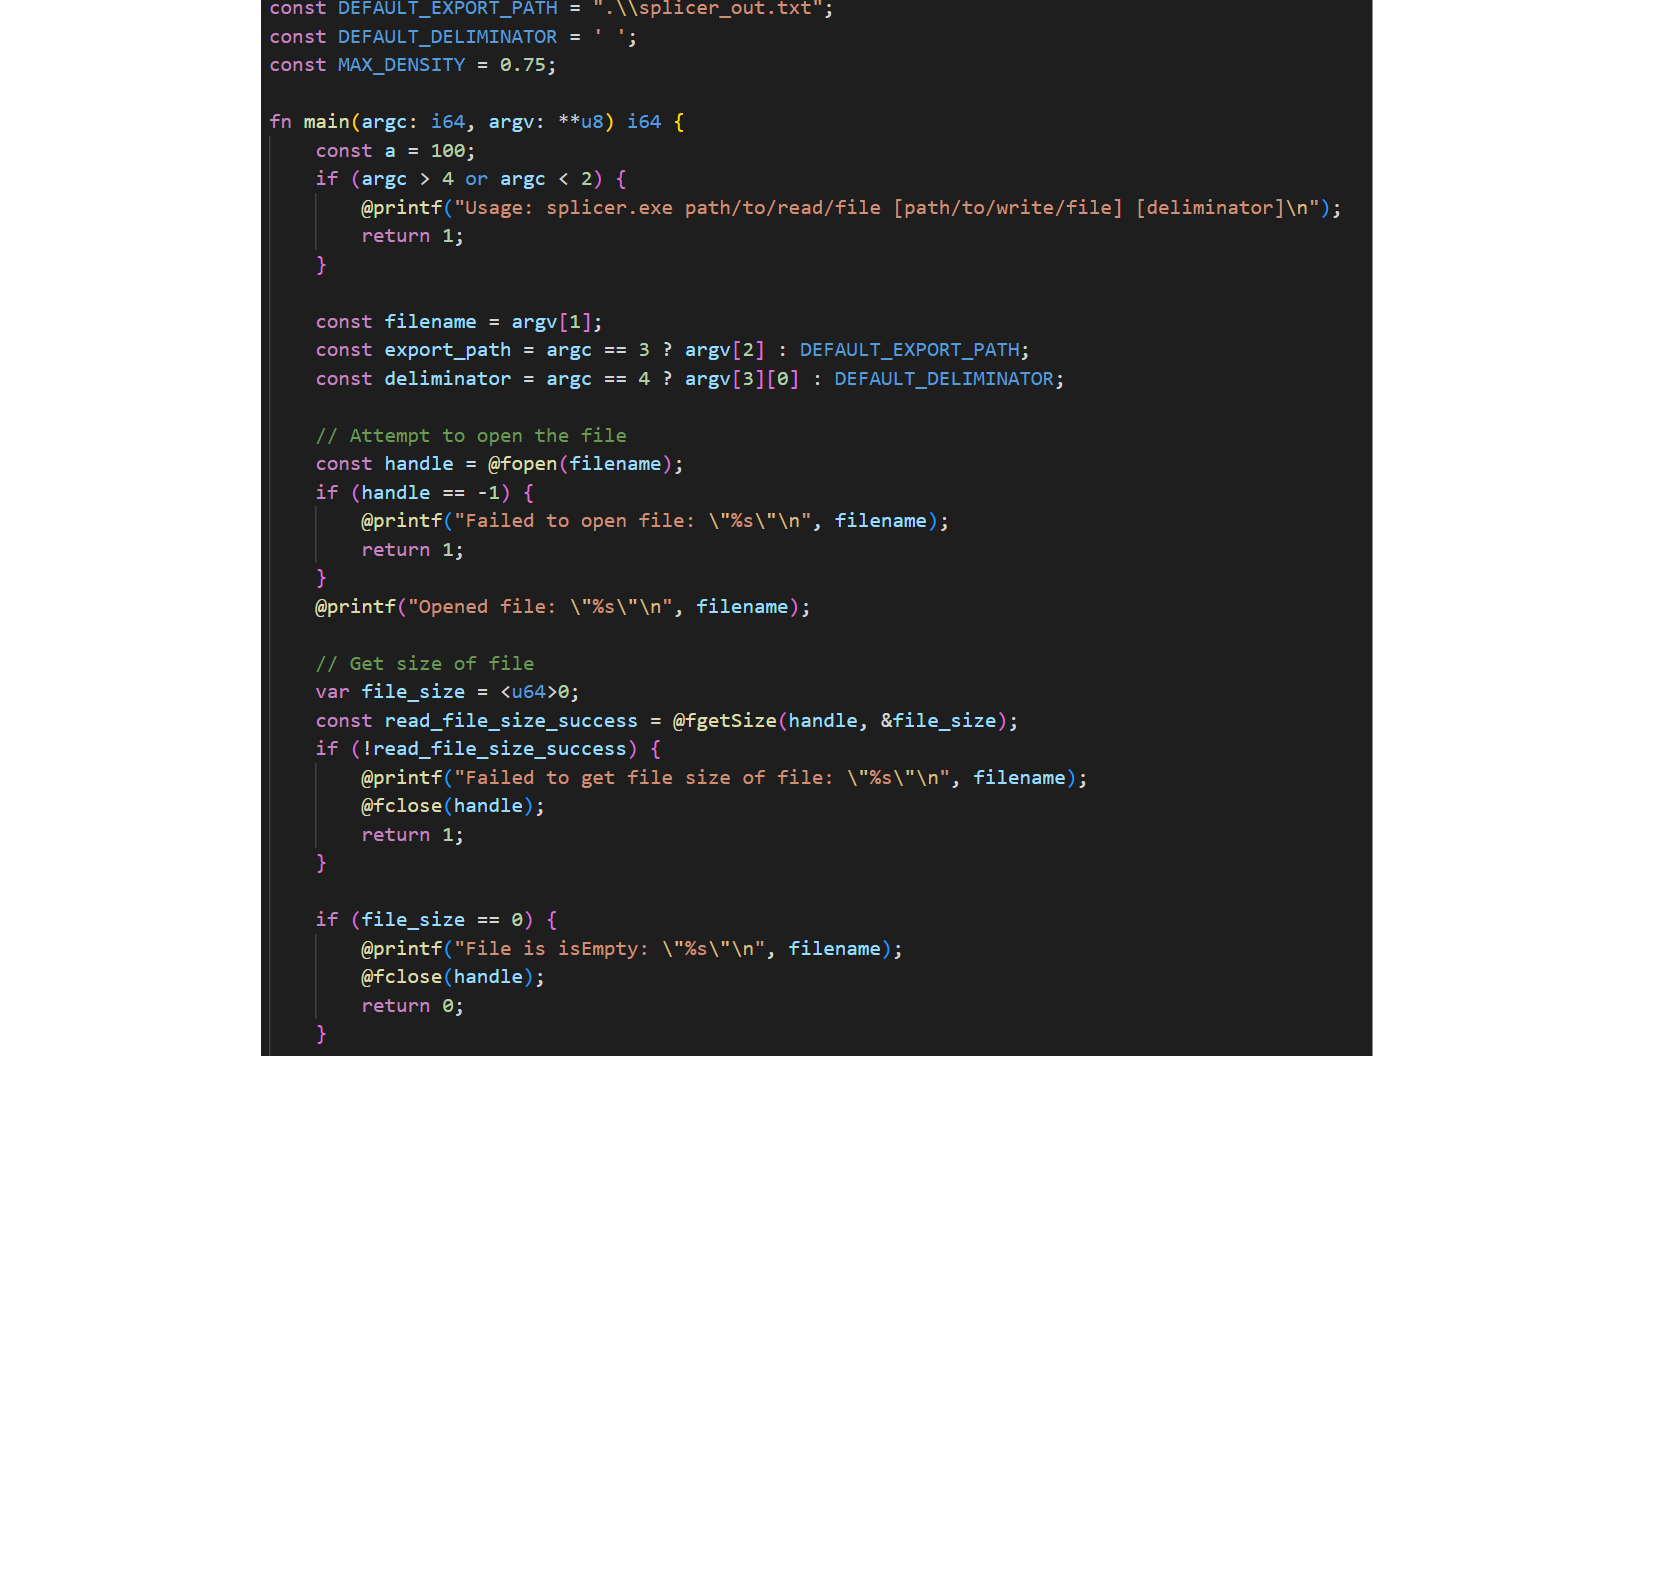 const DEFAULT_EXPORT_PATH = ".\\splicer_out.txt";
const DEFAULT_DELIMINATOR = ' ';
const MAX_DENSITY = 0.75;

fn main(argc: i64, argv: **u8) i64 {
    const a = 100;
    if (argc > 4 or argc < 2) {
        @printf("Usage: splicer.exe path/to/read/file [path/to/write/file] [deliminator]\n");
        return 1;
    }

    const filename = argv[1];
    const export_path = argc == 3 ? argv[2] : DEFAULT_EXPORT_PATH;
    const deliminator = argc == 4 ? argv[3][0] : DEFAULT_DELIMINATOR;

    // Attempt to open the file
    const handle = @fopen(filename);
    if (handle == -1) {
        @printf("Failed to open file: \"%s\"\n", filename);
        return 1;
    }
    @printf("Opened file: \"%s\"\n", filename);

    // Get size of file
    var file_size = <u64>0;
    const read_file_size_success = @fgetSize(handle, &file_size);
    if (!read_file_size_success) {
        @printf("Failed to get file size of file: \"%s\"\n", filename);
        @fclose(handle);
        return 1;
    }

    if (file_size == 0) {
        @printf("File is isEmpty: \"%s\"\n", filename);
        @fclose(handle);
        return 0;
    }